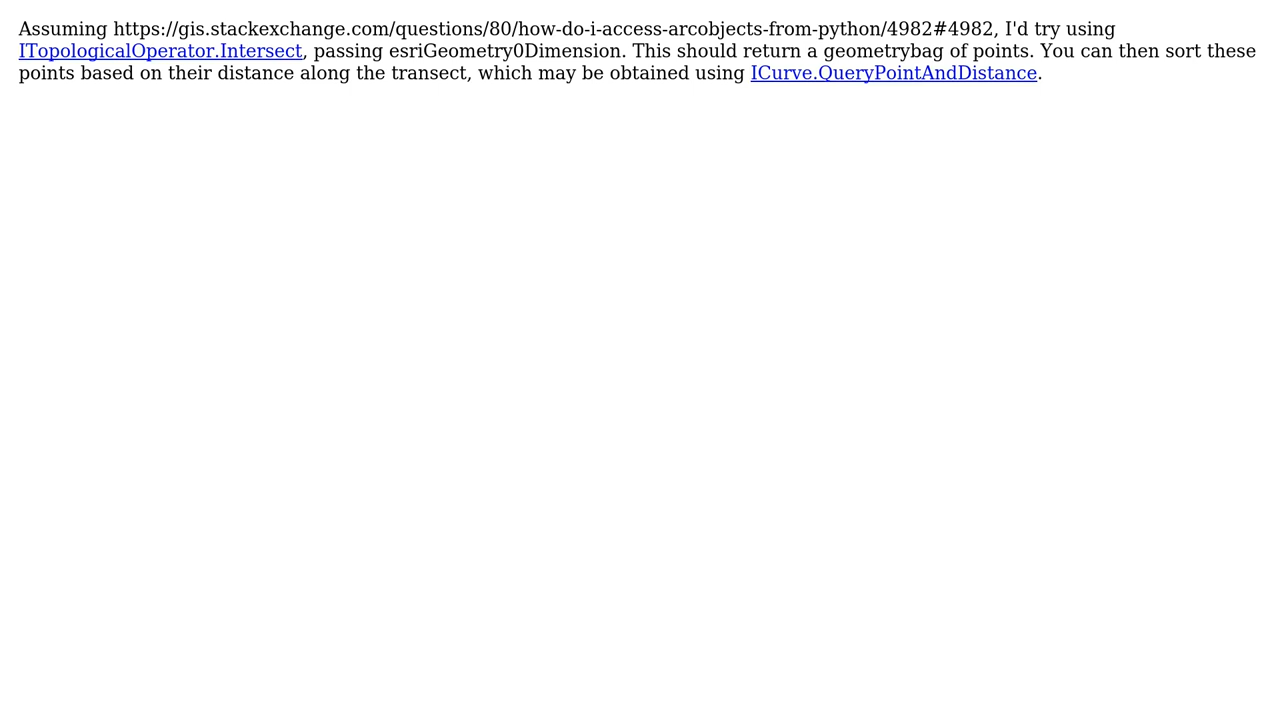 Assuming https://gis.stackexchange.com/questions/80/how-do-i-access-arcobjects-from-python/4982#4982, I'd try using
ITopologicalOperator.Intersect, passing esriGeometry0Dimension. This should return a geometrybag of points. You can then sort these
points based on their distance along the transect, which may be obtained using ICurve.QueryPointAndDistance.